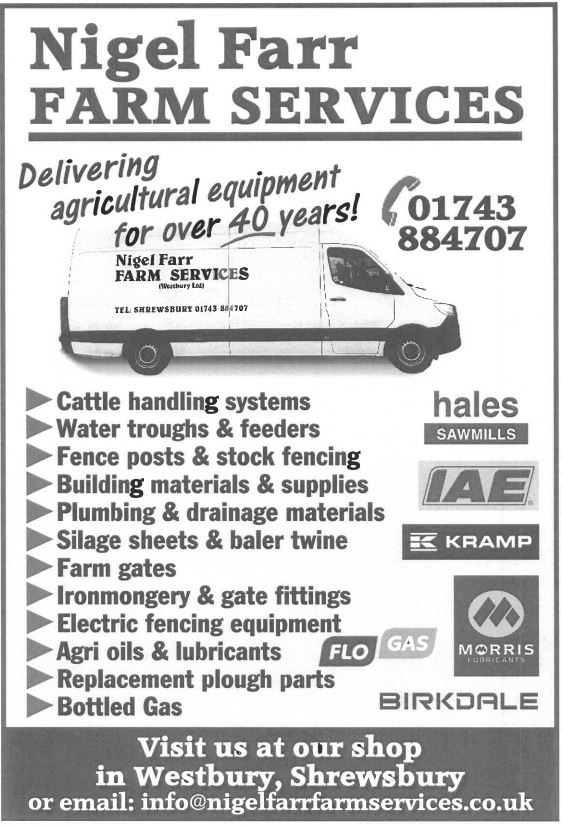 Nigel Farr
FARM SERVICES
Delivering
agricultural equipment
for over 40 years!
01743
884707
Nigel Farr
FARM SERVICES
(Westbury Ltd)
TEL: SHREWSBURY 01743 884707
Cattle handling systems
Water troughs & feeders
Fence posts & stock fencing
Building materials & supplies
Plumbing & drainage materials
Silage sheets & baler twine
Farm gates
Ironmongery & gate fittings
Electric fencing equipment
Agri oils & lubricants
Replacement plough parts
Bottled Gas
hales
SAWMILLS
IAE®
KRAMP
FLO GAS
MORRIS
LUBRICANTS
BIRKDALE
Visit us at our shop
in Westbury, Shrewsbury
or email: info@nigelfarrfarmservices.co.uk